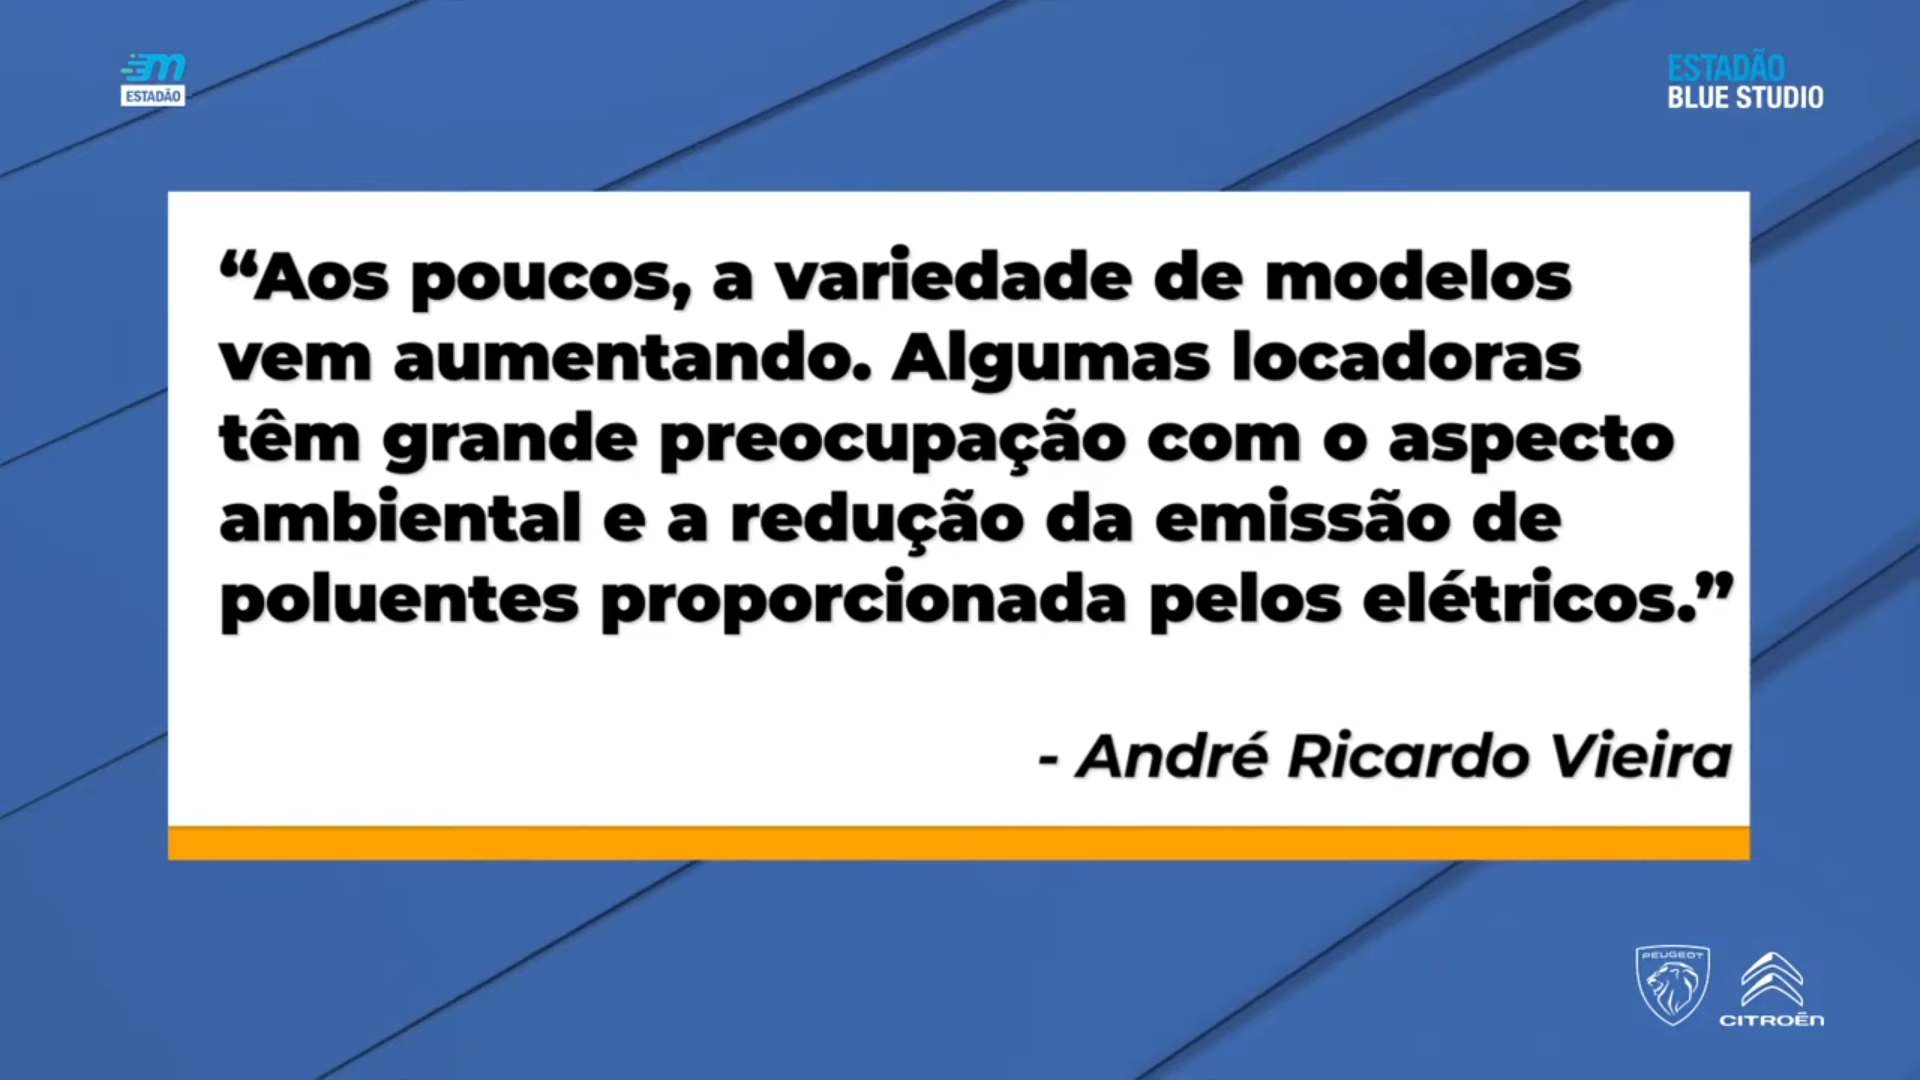 ESTADÃO
ESTADÃO
BLUE STUDIO
“Aos poucos, a variedade de modelos
vem aumentando. Algumas locadoras
têm grande preocupação com o aspecto
ambiental e a redução da emissão de
poluentes proporcionada pelos elétricos.”
- André Ricardo Vieira
PEUGEOT
CITROËN